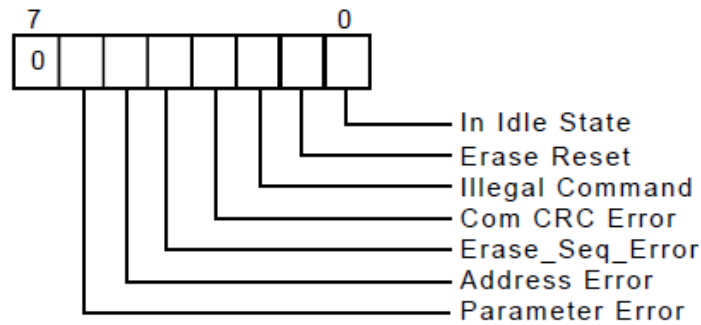 7 0
0
In Idle State
Erase Reset
Illegal Command
Com CRC Error
Erase_Seq_Error
Address Error
Parameter Error